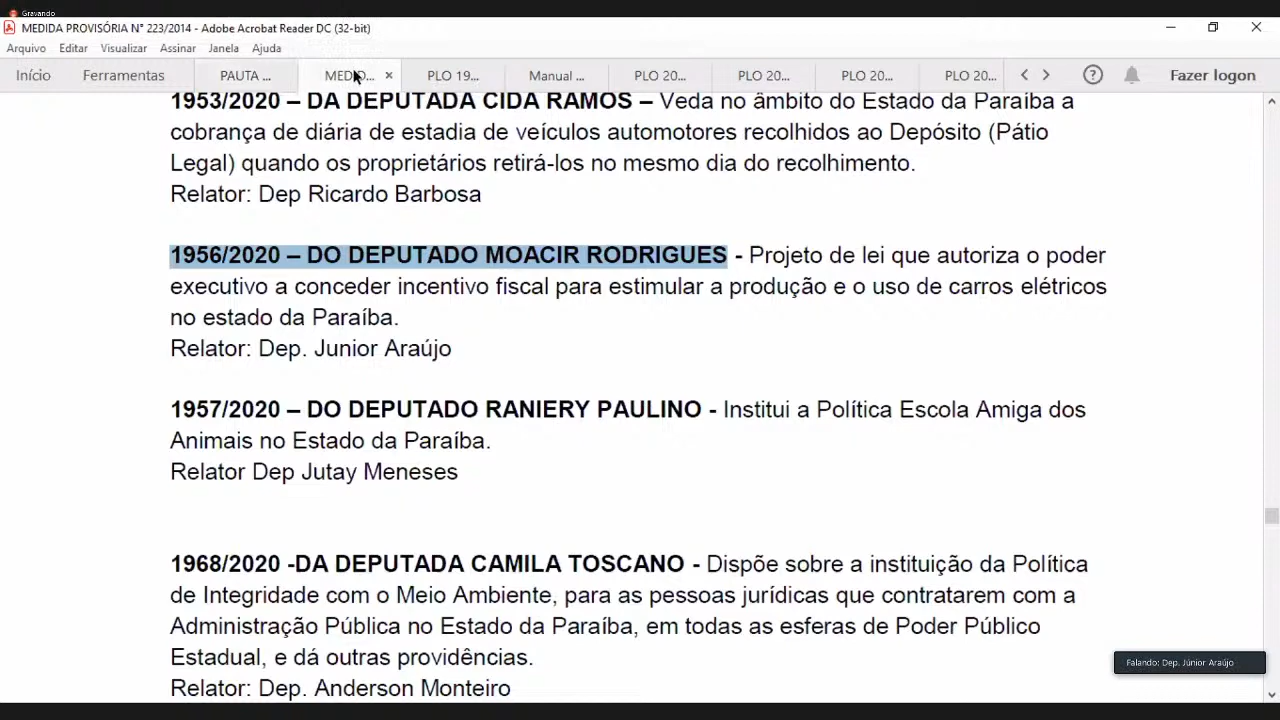 Gravando
MEDIDA PROVISÓRIA N° 223/2014 - Adobe Acrobat Reader DC (32-bit)
Arquivo Editar Visualizar Assinar Janela Ajuda
Início Ferramentas PAUTA ... MEDID... × PLO 19... Manual ... PLO 20... PLO 20... PLO 20... PLO 20... Fazer logon
1953/2020 – DA DEPUTADA CIDA RAMOS – Veda no âmbito do Estado da Paraíba a
cobrança de diária de estadia de veículos automotores recolhidos ao Depósito (Pátio
Legal) quando os proprietários retirá-los no mesmo dia do recolhimento.
Relator: Dep Ricardo Barbosa
1956/2020 – DO DEPUTADO MOACIR RODRIGUES - Projeto de lei que autoriza o poder
executivo a conceder incentivo fiscal para estimular a produção e o uso de carros elétricos
no estado da Paraíba.
Relator: Dep. Junior Araújo
1957/2020 – DO DEPUTADO RANIERY PAULINO - Institui a Política Escola Amiga dos
Animais no Estado da Paraíba.
Relator Dep Jutay Meneses
1968/2020 -DA DEPUTADA CAMILA TOSCANO - Dispõe sobre a instituição da Política
de Integridade com o Meio Ambiente, para as pessoas jurídicas que contratarem com a
Administração Pública no Estado da Paraíba, em todas as esferas de Poder Público
Estadual, e dá outras providências.
Relator: Dep. Anderson Monteiro
Falando: Dep. Júnior Araújo